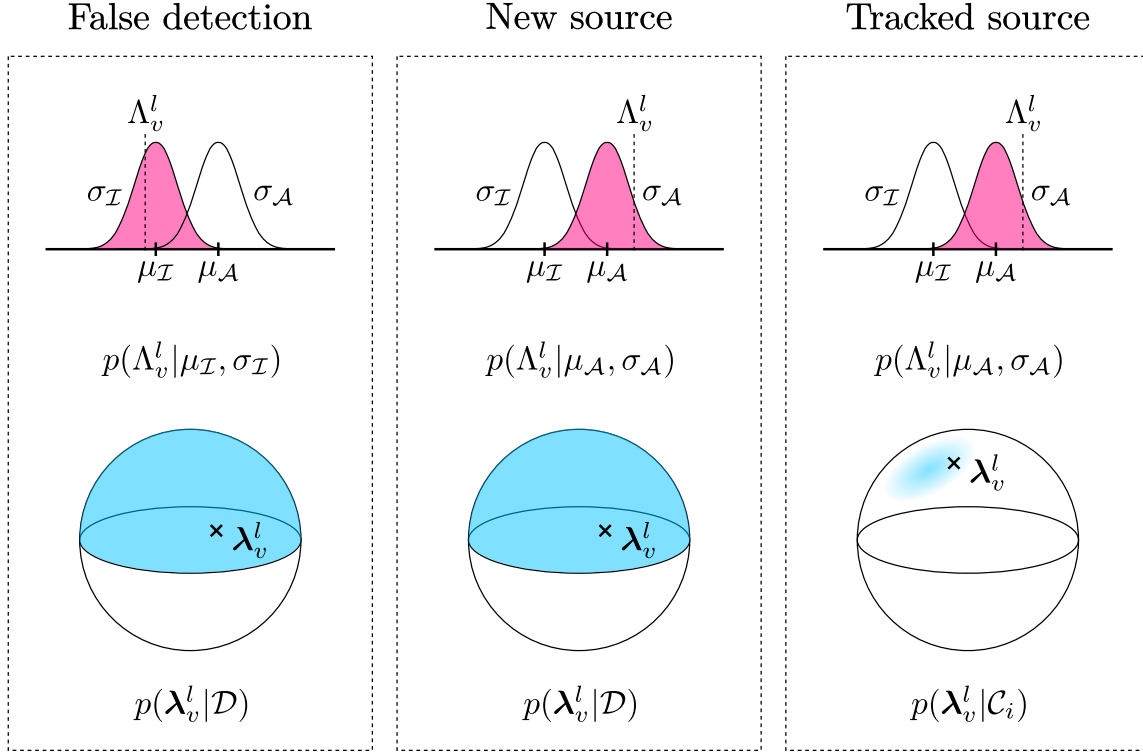 False detection
Λ_v^l
σ_𝓘 σ_𝓐
μ_𝓘 μ_𝓐
p(Λ_v^l|μ_𝓘, σ_𝓘)
λ_v^l
p(λ_v^l|𝒟)
New source
Λ_v^l
σ_𝓘 σ_𝓐
μ_𝓘 μ_𝓐
p(Λ_v^l|μ_𝓐, σ_𝓐)
λ_v^l
p(λ_v^l|𝒟)
Tracked source
Λ_v^l
σ_𝓘 σ_𝓐
μ_𝓘 μ_𝓐
p(Λ_v^l|μ_𝓐, σ_𝓐)
λ_v^l
p(λ_v^l|𝒞_i)